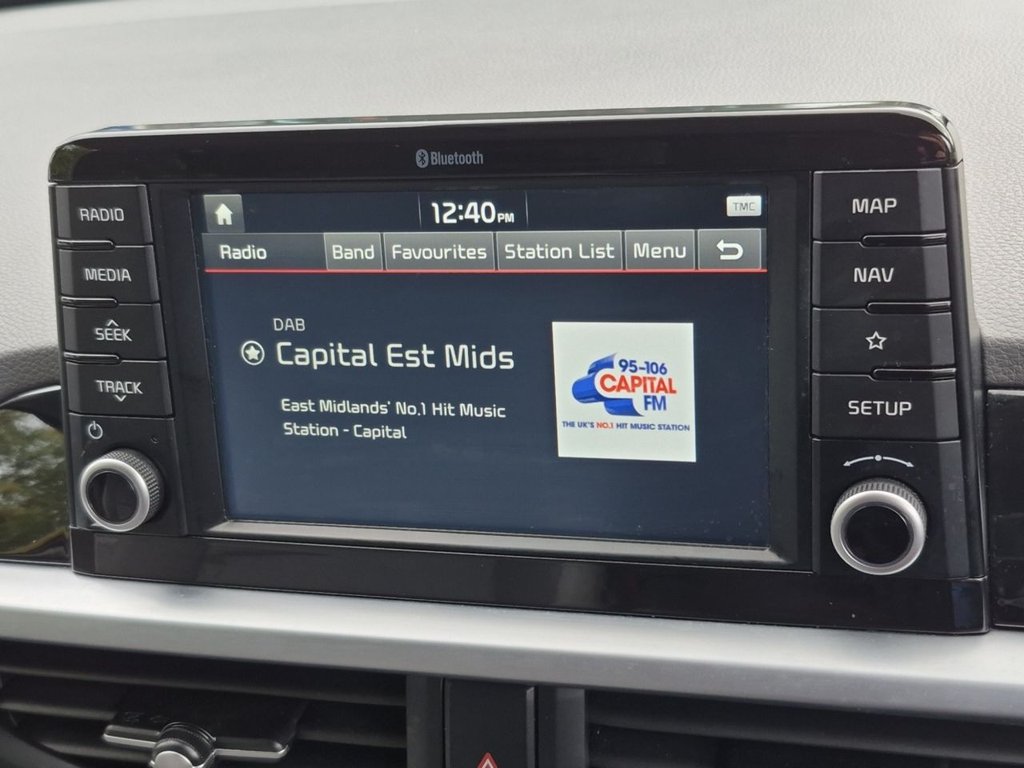 Bluetooth
RADIO
MEDIA
SEEK
TRACK
12:40PM
TMC
Radio
Band
Favourites
Station List
Menu
DAB
Capital Est Mids
East Midlands' No.1 Hit Music
Station - Capital
95-106
CAPITAL
FM
THE UK'S NO.1 HIT MUSIC STATION
MAP
NAV
SETUP